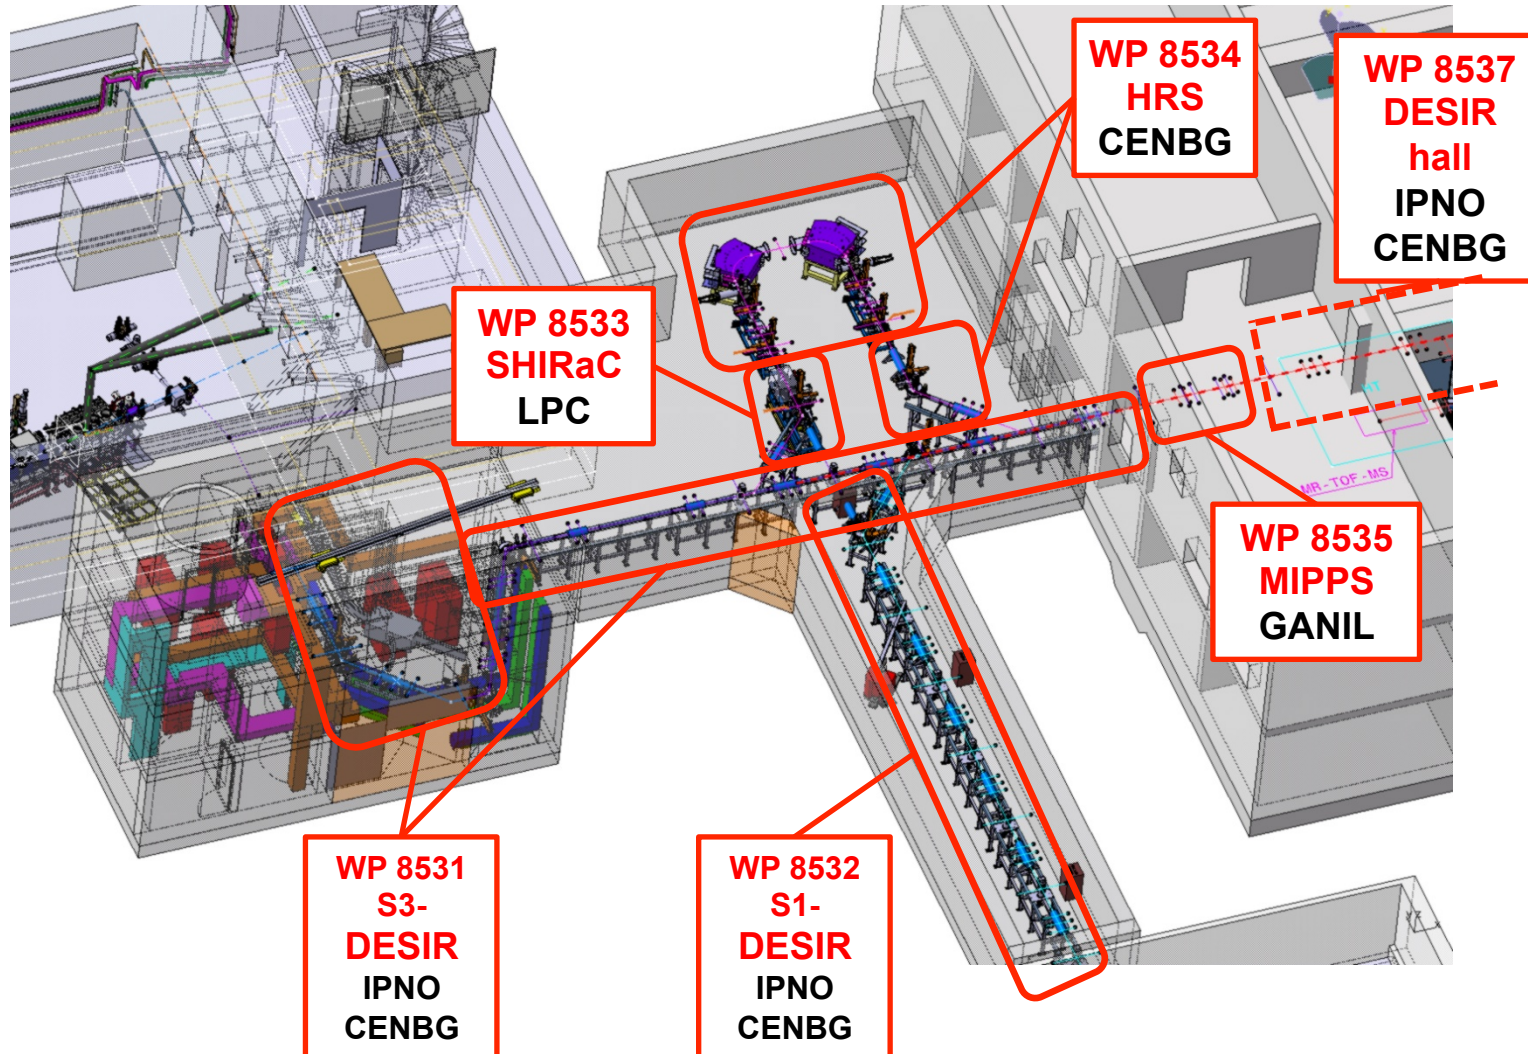 WP 8534
HRS
CENBG
WP 8537
DESIR
hall
IPNO
CENBG
WP 8533
SHIRaC
LPC
HT
MR-TOF-MS
WP 8535
MIPPS
GANIL
WP 8531
S3-
DESIR
IPNO
CENBG
WP 8532
S1-
DESIR
IPNO
CENBG